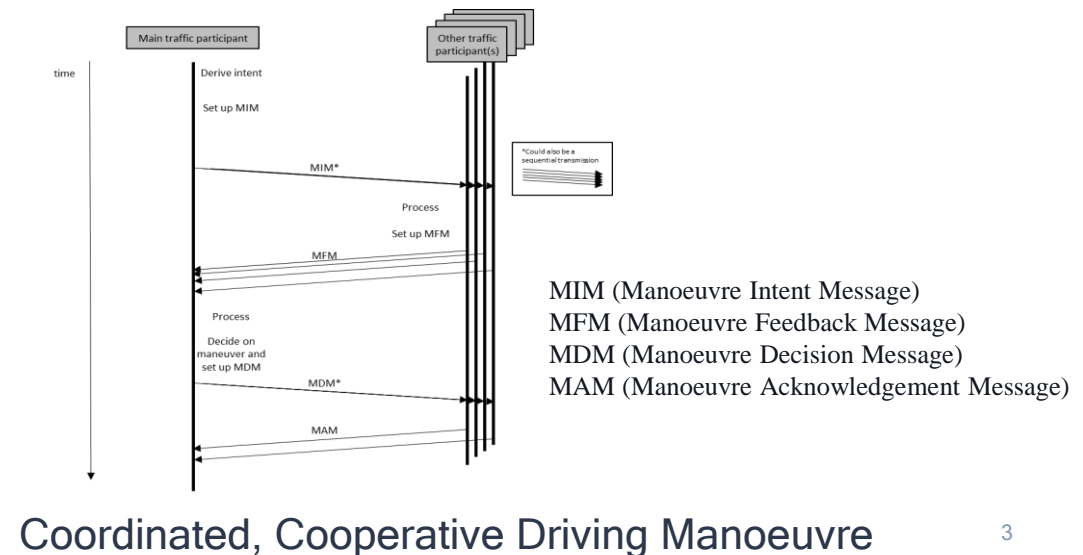 Main traffic participant
Other traffic
participant(s)
time
Derive intent
Set up MIM
*Could also be a
sequential transmission
MIM*
Process
Set up MFM
MFM
MIM (Manoeuvre Intent Message)
MFM (Manoeuvre Feedback Message)
MDM (Manoeuvre Decision Message)
MAM (Manoeuvre Acknowledgement Message)
Process
Decide on
maneuver and
set up MDM
MDM*
MAM
Coordinated, Cooperative Driving Manoeuvre
3